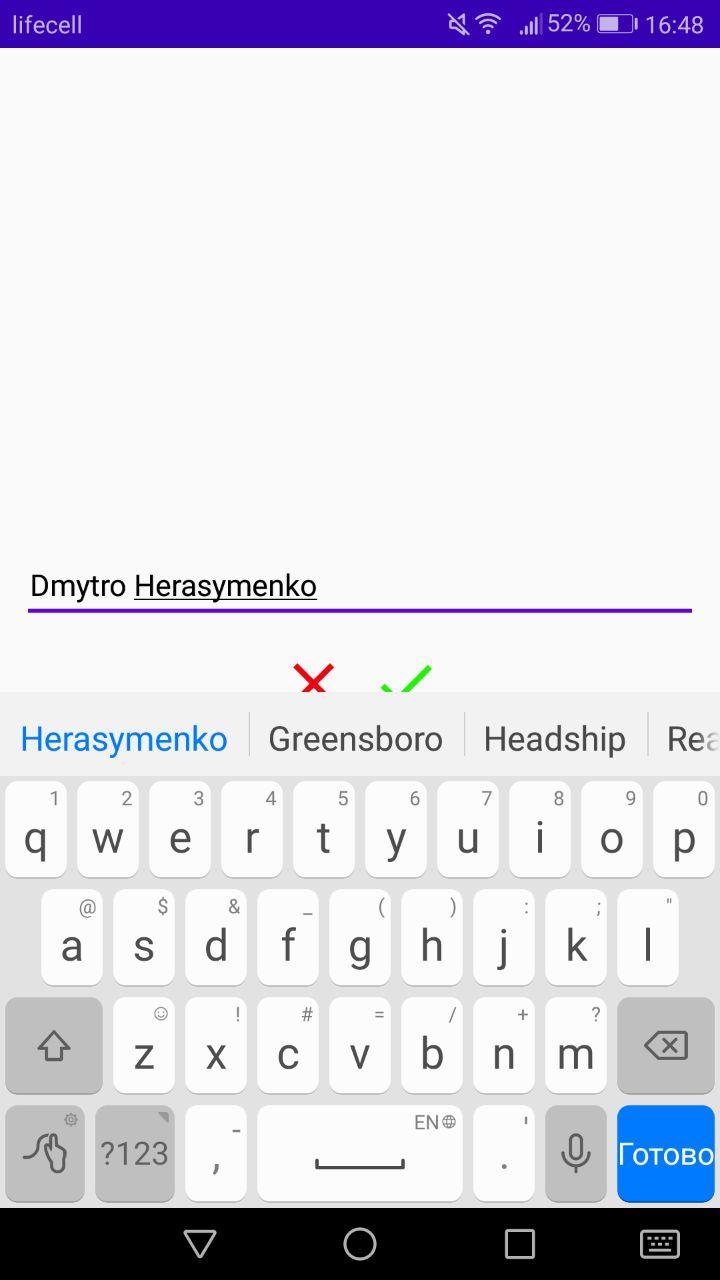 lifecell 52% 16:48
Dmytro Herasymenko
Herasymenko Greensboro Headship Rea
1 2 3 4 5 6 7 8 9 0
q w e r t y u i o p
@ $ & _ ( ) : ; "
a s d f g h j k l
! # = / + ?
z x c v b n m
- EN '
?123 , . Готово